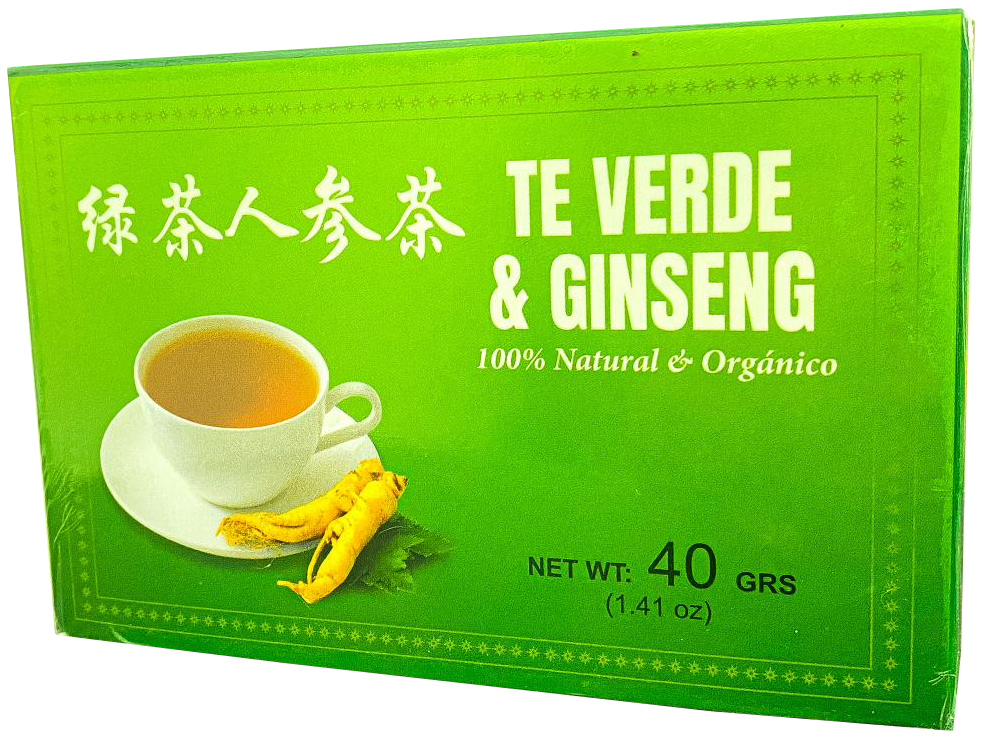 绿茶人参茶
TE VERDE
& GINSENG
100% Natural & Orgánico
NET WT: 40 GRS
(1.41 oz)